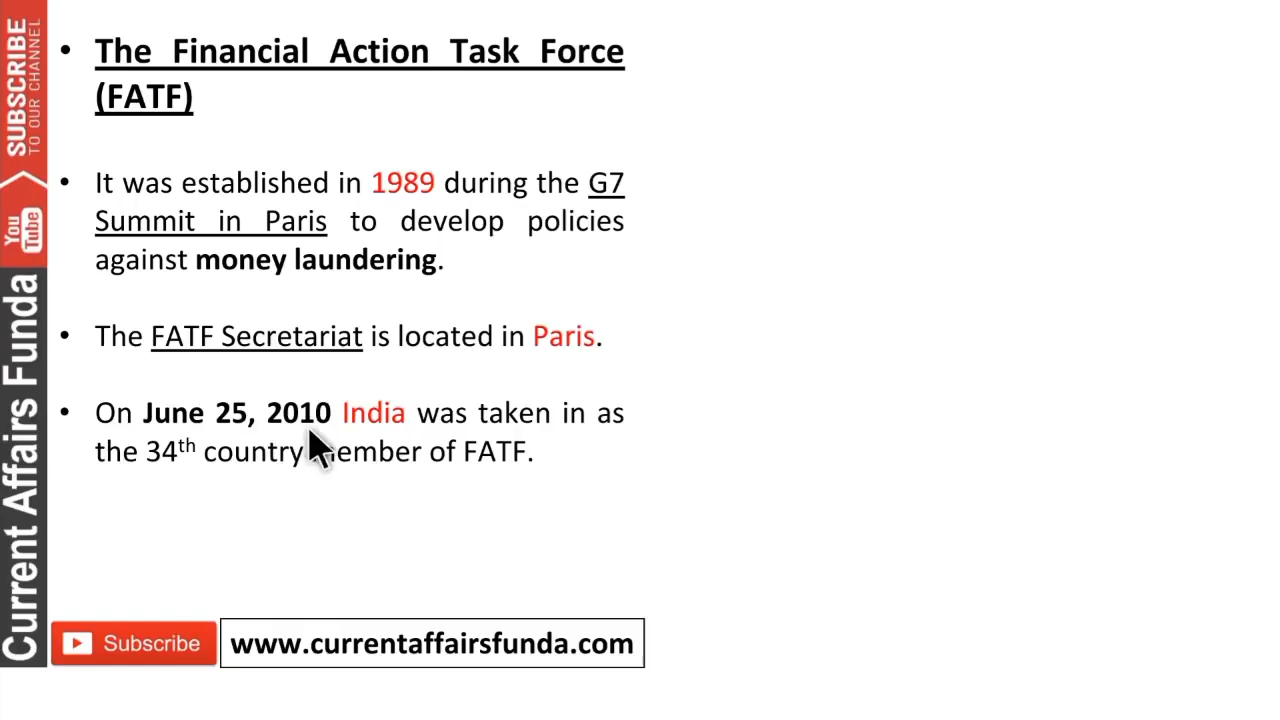 SUBSCRIBE
TO OUR CHANNEL
You
Tube
Current Affairs Funda
• The Financial Action Task Force
(FATF)
• It was established in 1989 during the G7
Summit in Paris to develop policies
against money laundering.
• The FATF Secretariat is located in Paris.
• On June 25, 2010 India was taken in as
the 34th country member of FATF.
Subscribe
www.currentaffairsfunda.com